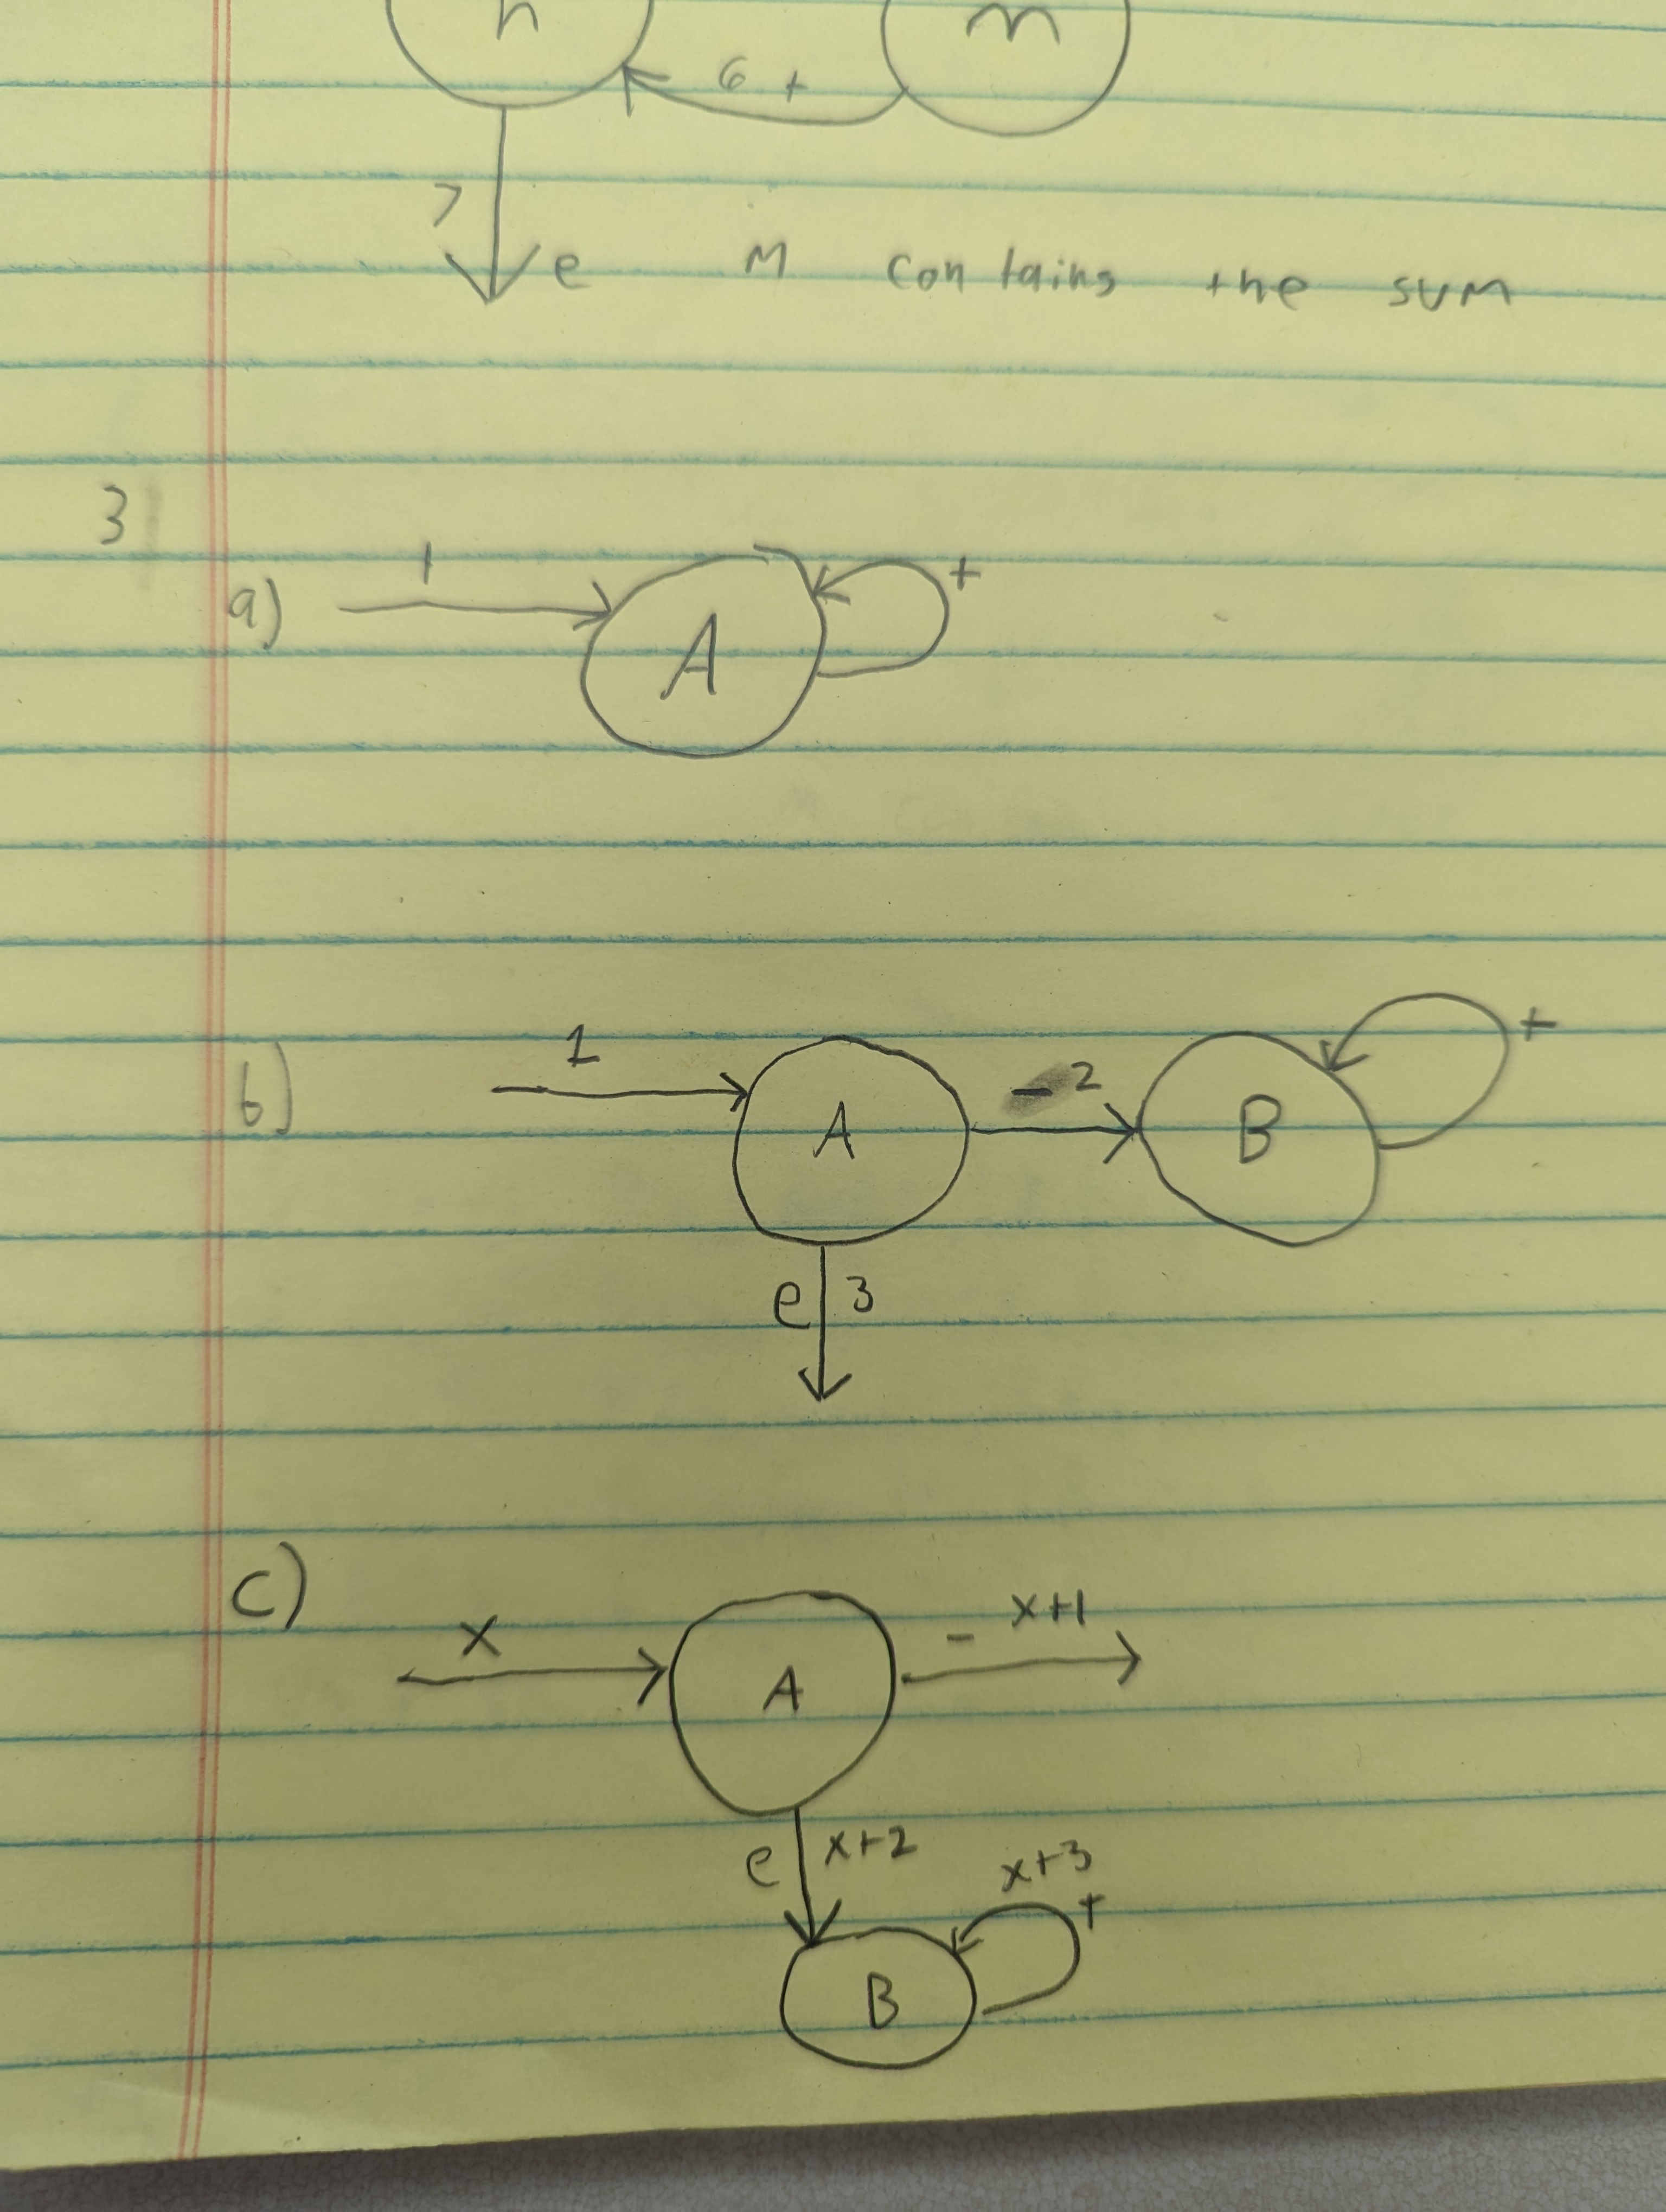 n m
6 +
7
e M contains the sum
3
a) 1 A +
b) 1 A - 2 B +
e 3
c) x A - x+1
e x+2 x+3
+
B